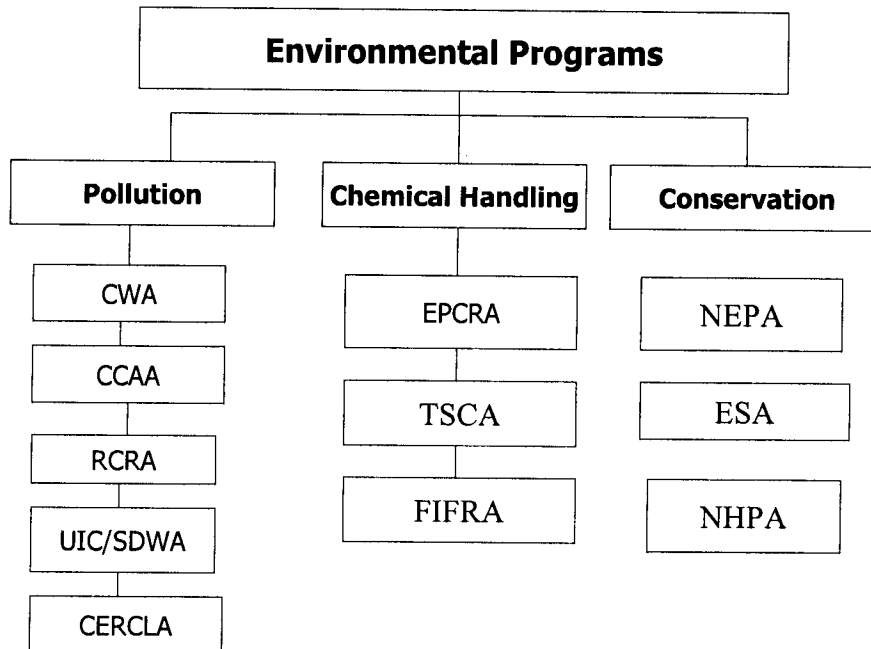 Environmental Programs
Pollution
CWA
CCAA
RCRA
UIC/SDWA
CERCLA
Chemical Handling
EPCRA
TSCA
FIFRA
Conservation
NEPA
ESA
NHPA